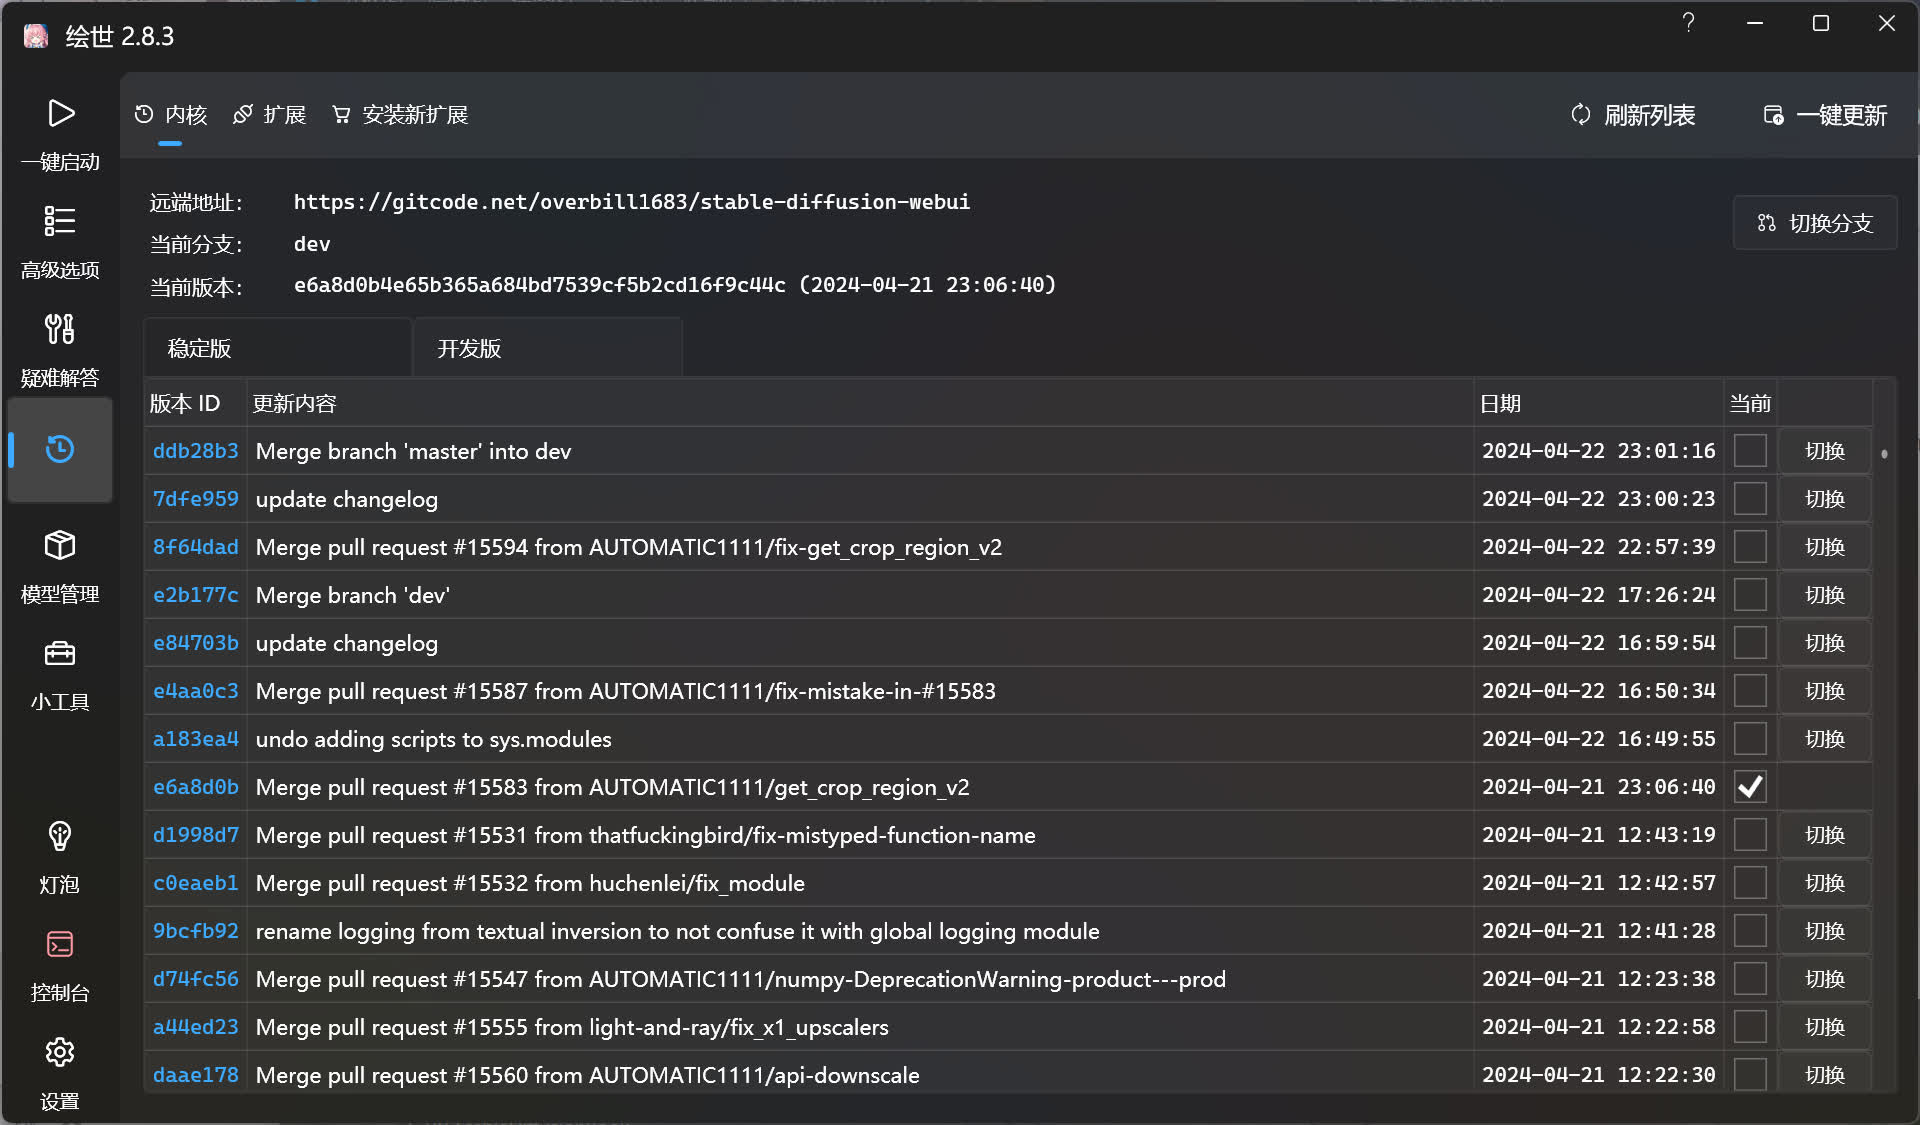 绘世 2.8.3
?
一键启动
高级选项
疑难解答
模型管理
小工具
灯泡
控制台
设置
内核 扩展 安装新扩展 刷新列表 一键更新
远端地址: https://gitcode.net/overbill1683/stable-diffusion-webui
切换分支
当前分支: dev
当前版本: e6a8d0b4e65b365a684bd7539cf5b2cd16f9c44c (2024-04-21 23:06:40)
稳定版 开发版
版本 ID 更新内容 日期 当前
ddb28b3 Merge branch 'master' into dev 2024-04-22 23:01:16 切换
7dfe959 update changelog 2024-04-22 23:00:23 切换
8f64dad Merge pull request #15594 from AUTOMATIC1111/fix-get_crop_region_v2 2024-04-22 22:57:39 切换
e2b177c Merge branch 'dev' 2024-04-22 17:26:24 切换
e84703b update changelog 2024-04-22 16:59:54 切换
e4aa0c3 Merge pull request #15587 from AUTOMATIC1111/fix-mistake-in-#15583 2024-04-22 16:50:34 切换
a183ea4 undo adding scripts to sys.modules 2024-04-22 16:49:55 切换
e6a8d0b Merge pull request #15583 from AUTOMATIC1111/get_crop_region_v2 2024-04-21 23:06:40
d1998d7 Merge pull request #15531 from thatfuckingbird/fix-mistyped-function-name 2024-04-21 12:43:19 切换
c0eaeb1 Merge pull request #15532 from huchenlei/fix_module 2024-04-21 12:42:57 切换
9bcfb92 rename logging from textual inversion to not confuse it with global logging module 2024-04-21 12:41:28 切换
d74fc56 Merge pull request #15547 from AUTOMATIC1111/numpy-DeprecationWarning-product---prod 2024-04-21 12:23:38 切换
a44ed23 Merge pull request #15555 from light-and-ray/fix_x1_upscalers 2024-04-21 12:22:58 切换
daae178 Merge pull request #15560 from AUTOMATIC1111/api-downscale 2024-04-21 12:22:30 切换